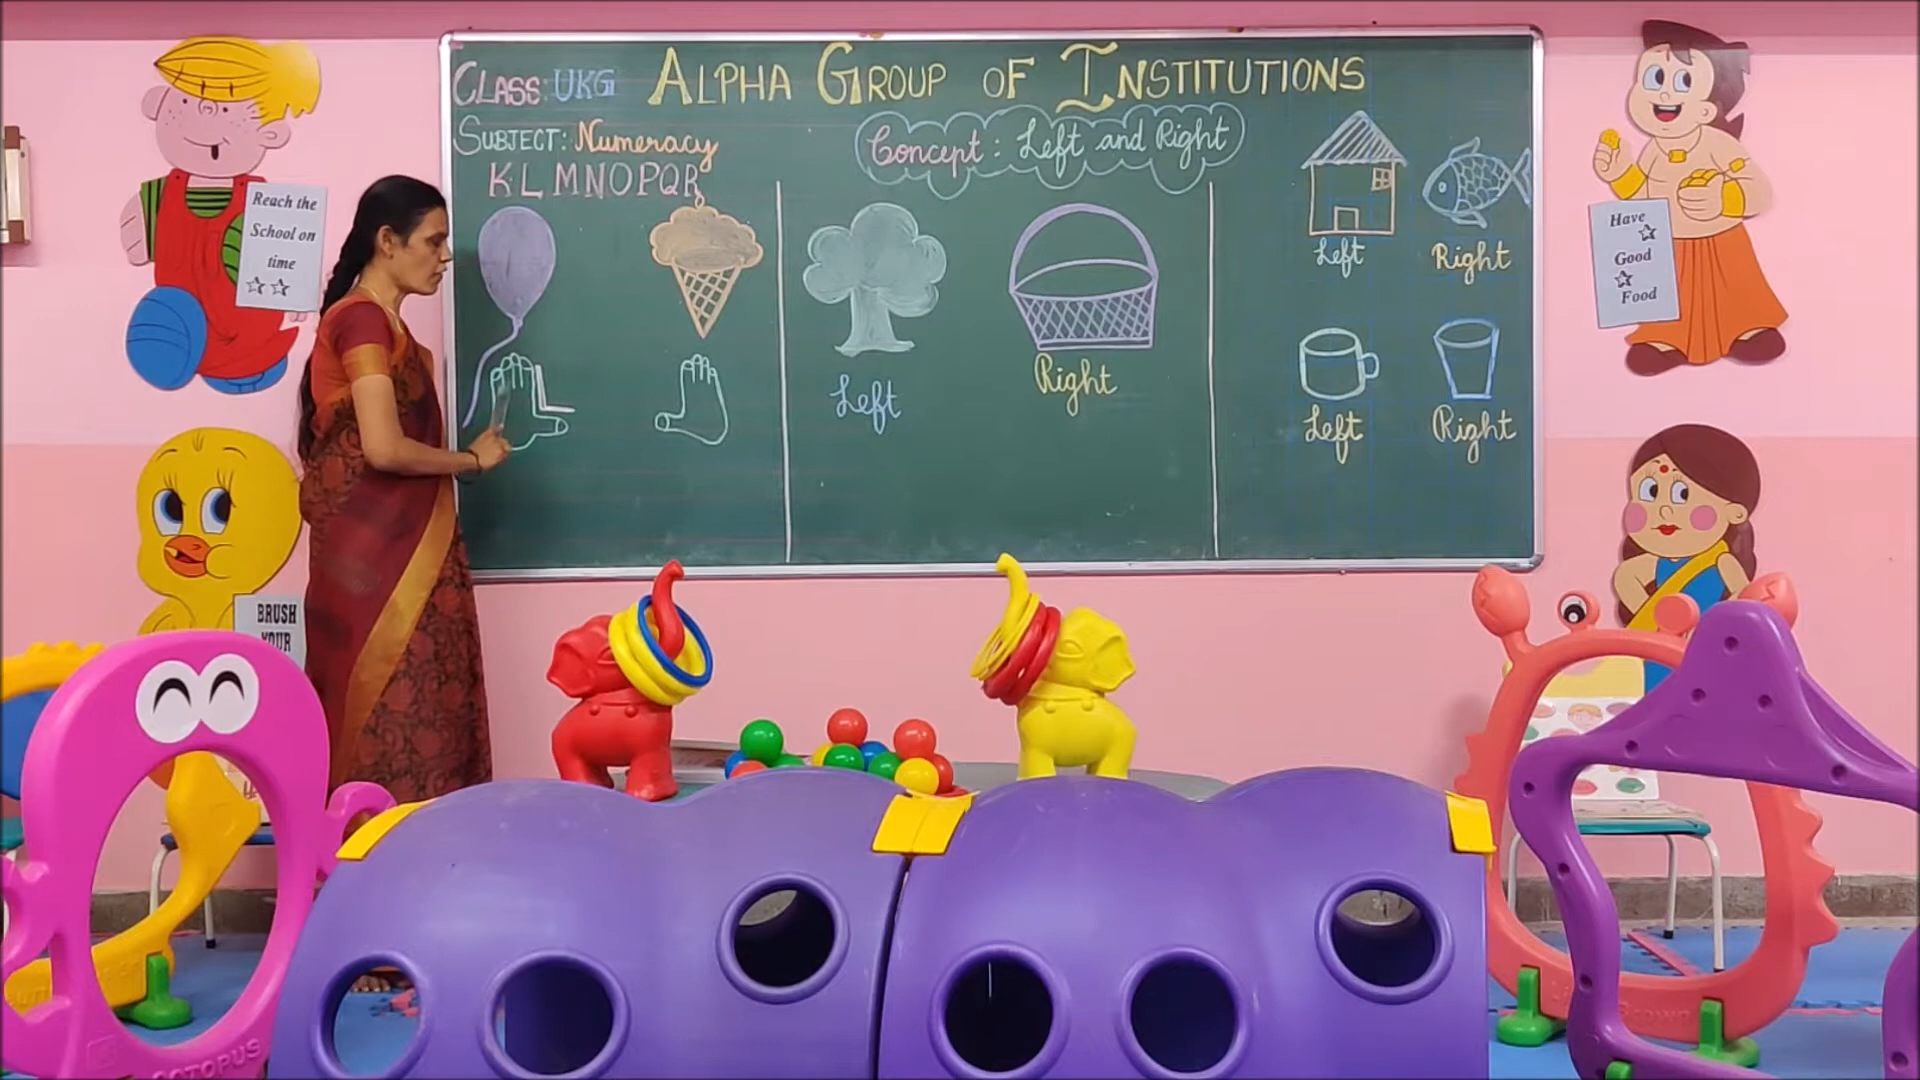 CLASS: UKG
ALPHA GROUP OF INSTITUTIONS
SUBJECT: Numeracy
Concept: Left and Right
KLMNOPQR
Left
Right
Left
Right
Left
Right
Reach the
School on
time
Have
Good
Food
BRUSH
YOUR
OCTOPUS